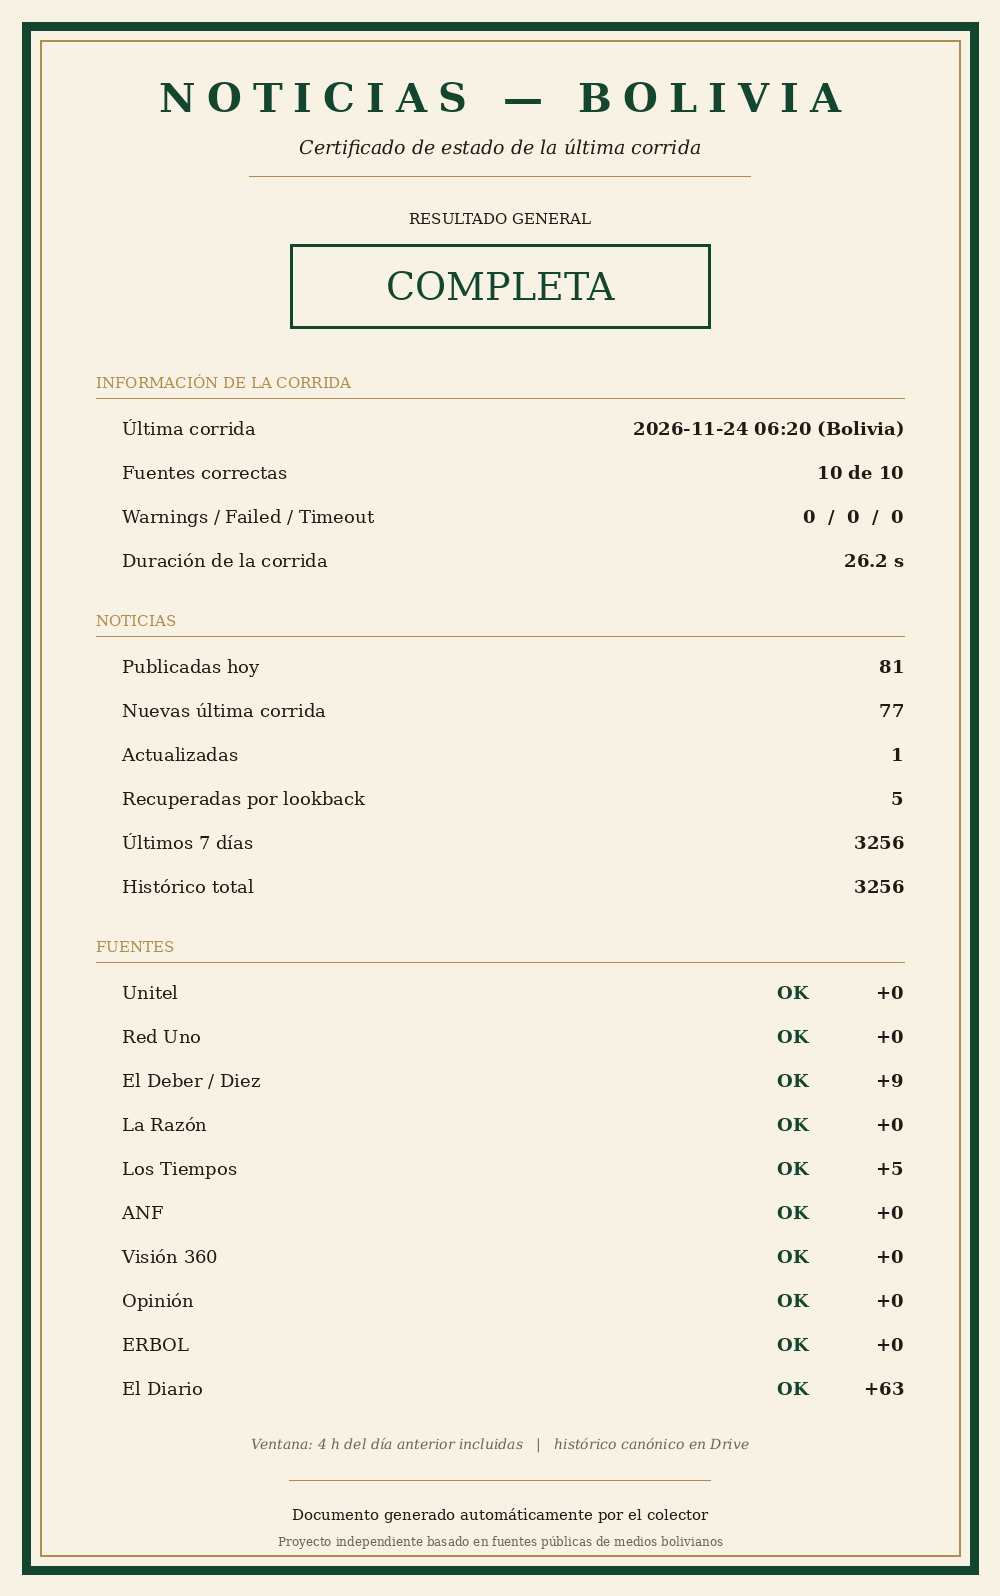 NOTICIAS — BOLIVIA
Certificado de estado de la última corrida
RESULTADO GENERAL
COMPLETA
INFORMACIÓN DE LA CORRIDA
Última corrida 2026-11-24 06:20 (Bolivia)
Fuentes correctas 10 de 10
Warnings / Failed / Timeout 0 / 0 / 0
Duración de la corrida 26.2 s
NOTICIAS
Publicadas hoy 81
Nuevas última corrida 77
Actualizadas 1
Recuperadas por lookback 5
Últimos 7 días 3256
Histórico total 3256
FUENTES
Unitel OK +0
Red Uno OK +0
El Deber / Diez OK +9
La Razón OK +0
Los Tiempos OK +5
ANF OK +0
Visión 360 OK +0
Opinión OK +0
ERBOL OK +0
El Diario OK +63
Ventana: 4 h del día anterior incluidas | histórico canónico en Drive
Documento generado automáticamente por el colector
Proyecto independiente basado en fuentes públicas de medios bolivianos